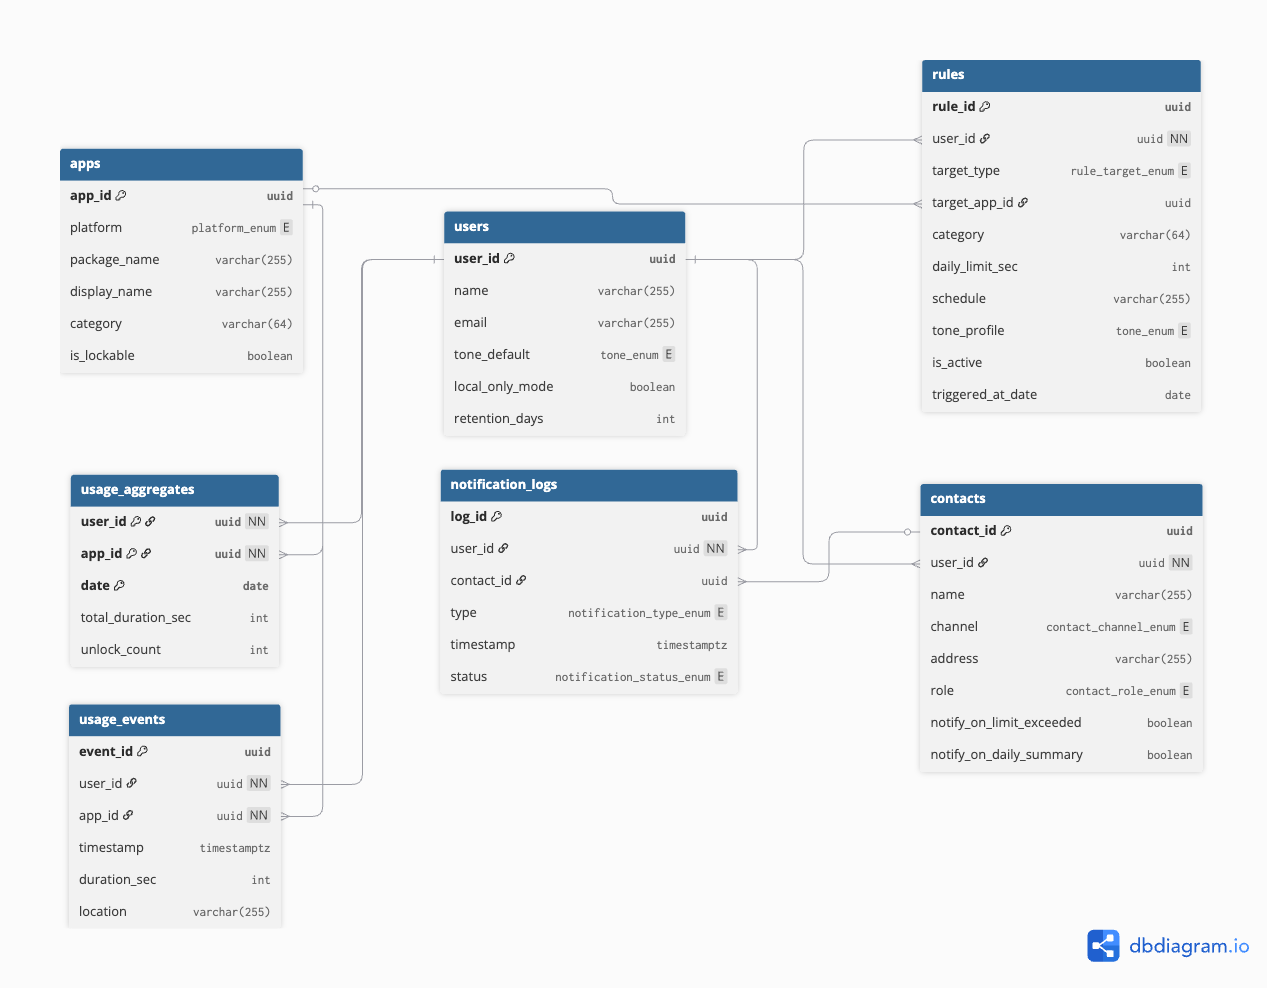 apps
app_id uuid
platform platform_enum E
package_name varchar(255)
display_name varchar(255)
category varchar(64)
is_lockable boolean
users
user_id uuid
name varchar(255)
email varchar(255)
tone_default tone_enum E
local_only_mode boolean
retention_days int
rules
rule_id uuid
user_id uuid NN
target_type rule_target_enum E
target_app_id uuid
category varchar(64)
daily_limit_sec int
schedule varchar(255)
tone_profile tone_enum E
is_active boolean
triggered_at_date date
usage_aggregates
user_id uuid NN
app_id uuid NN
date date
total_duration_sec int
unlock_count int
notification_logs
log_id uuid
user_id uuid NN
contact_id uuid
type notification_type_enum E
timestamp timestamptz
status notification_status_enum E
contacts
contact_id uuid
user_id uuid NN
name varchar(255)
channel contact_channel_enum E
address varchar(255)
role contact_role_enum E
notify_on_limit_exceeded boolean
notify_on_daily_summary boolean
usage_events
event_id uuid
user_id uuid NN
app_id uuid NN
timestamp timestamptz
duration_sec int
location varchar(255)
dbdiagram.io